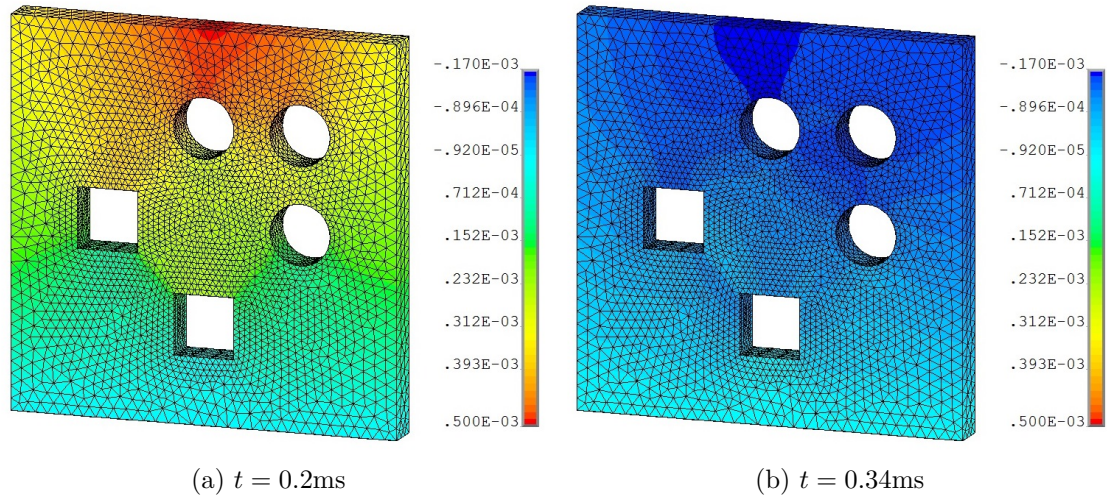 -.170E-03
-.896E-04
-.920E-05
.712E-04
.152E-03
.232E-03
.312E-03
.393E-03
.500E-03
(a) t = 0.2ms
-.170E-03
-.896E-04
-.920E-05
.712E-04
.152E-03
.232E-03
.312E-03
.393E-03
.500E-03
(b) t = 0.34ms